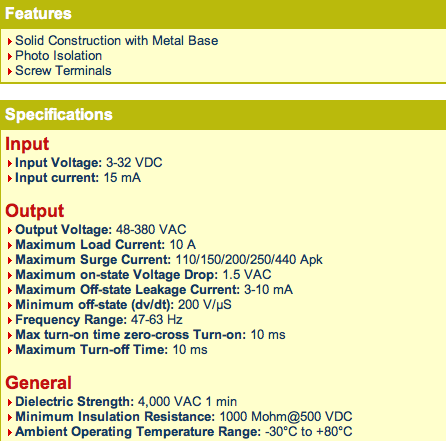 Features
Solid Construction with Metal Base
Photo Isolation
Screw Terminals
Specifications
Input
Input Voltage: 3-32 VDC
Input current: 15 mA
Output
Output Voltage: 48-380 VAC
Maximum Load Current: 10 A
Maximum Surge Current: 110/150/200/250/440 Apk
Maximum on-state Voltage Drop: 1.5 VAC
Maximum Off-state Leakage Current: 3-10 mA
Minimum off-state (dv/dt): 200 V/µS
Frequency Range: 47-63 Hz
Max turn-on time zero-cross Turn-on: 10 ms
Maximum Turn-off Time: 10 ms
General
Dielectric Strength: 4,000 VAC 1 min
Minimum Insulation Resistance: 1000 Mohm@500 VDC
Ambient Operating Temperature Range: -30°C to +80°C